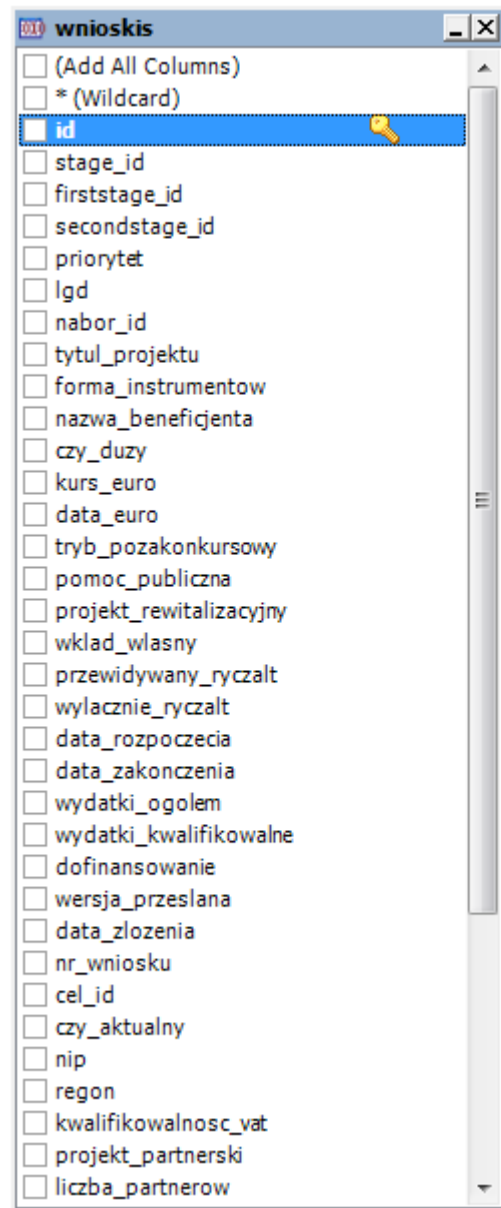 wnioskis
(Add All Columns)
* (Wildcard)
id
stage_id
firststage_id
secondstage_id
priorytet
lgd
nabor_id
tytul_projektu
forma_instrumentow
nazwa_beneficjenta
czy_duzy
kurs_euro
data_euro
tryb_pozakonkursowy
pomoc_publiczna
projekt_rewitalizacyjny
wklad_wlasny
przewidywany_ryczalt
wylacznie_ryczalt
data_rozpoczecia
data_zakonczenia
wydatki_ogolem
wydatki_kwalifikowalne
dofinansowanie
wersja_przeslana
data_zlozenia
nr_wniosku
cel_id
czy_aktualny
nip
regon
kwalifikowalnosc_vat
projekt_partnerski
liczba_partnerow